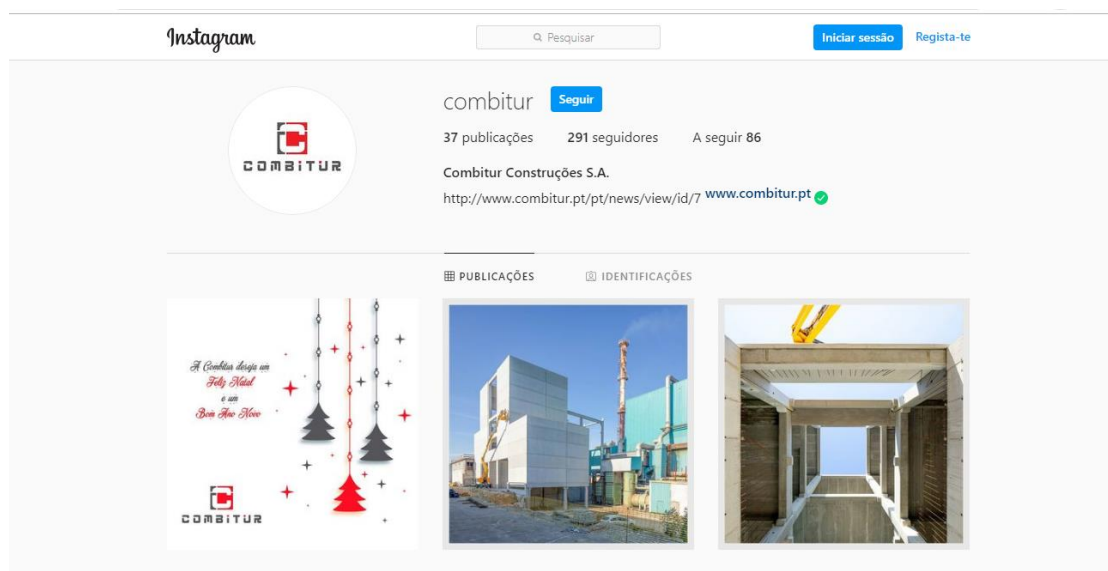 Instagram
Pesquisar
Iniciar sessão
Regista-te
COMBITUR
combitur
Seguir
37 publicações 291 seguidores A seguir 86
Combitur Construções S.A.
http://www.combitur.pt/pt/news/view/id/7 www.combitur.pt
PUBLICAÇÕES
IDENTIFICAÇÕES
A Combitur deseja um
Feliz Natal
e um
Bom Ano Novo
COMBITUR